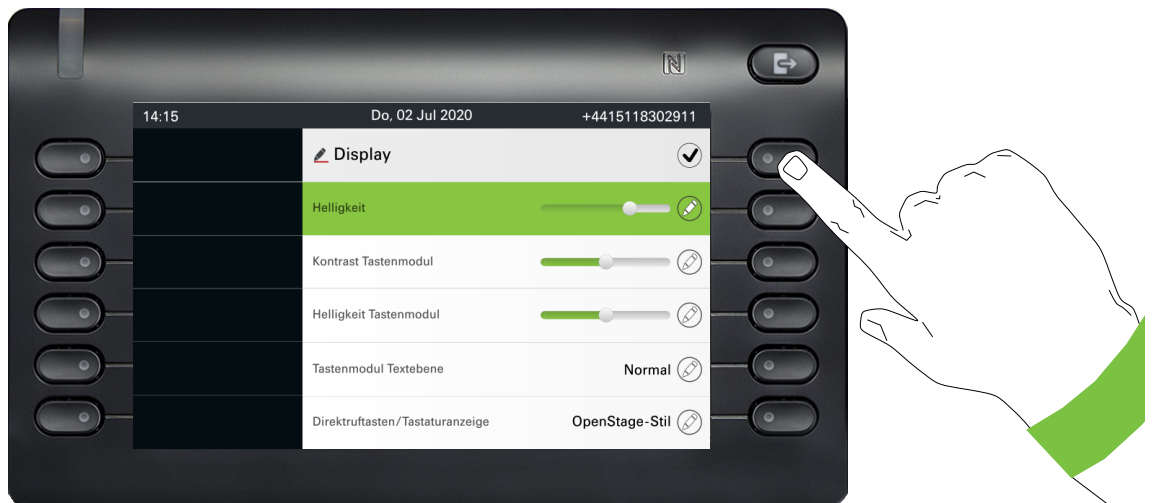 14:15 Do, 02 Jul 2020 +4415118302911
Display
Helligkeit
Kontrast Tastenmodul
Helligkeit Tastenmodul
Tastenmodul Textebene Normal
Direktruftasten/Tastaturanzeige OpenStage-Stil